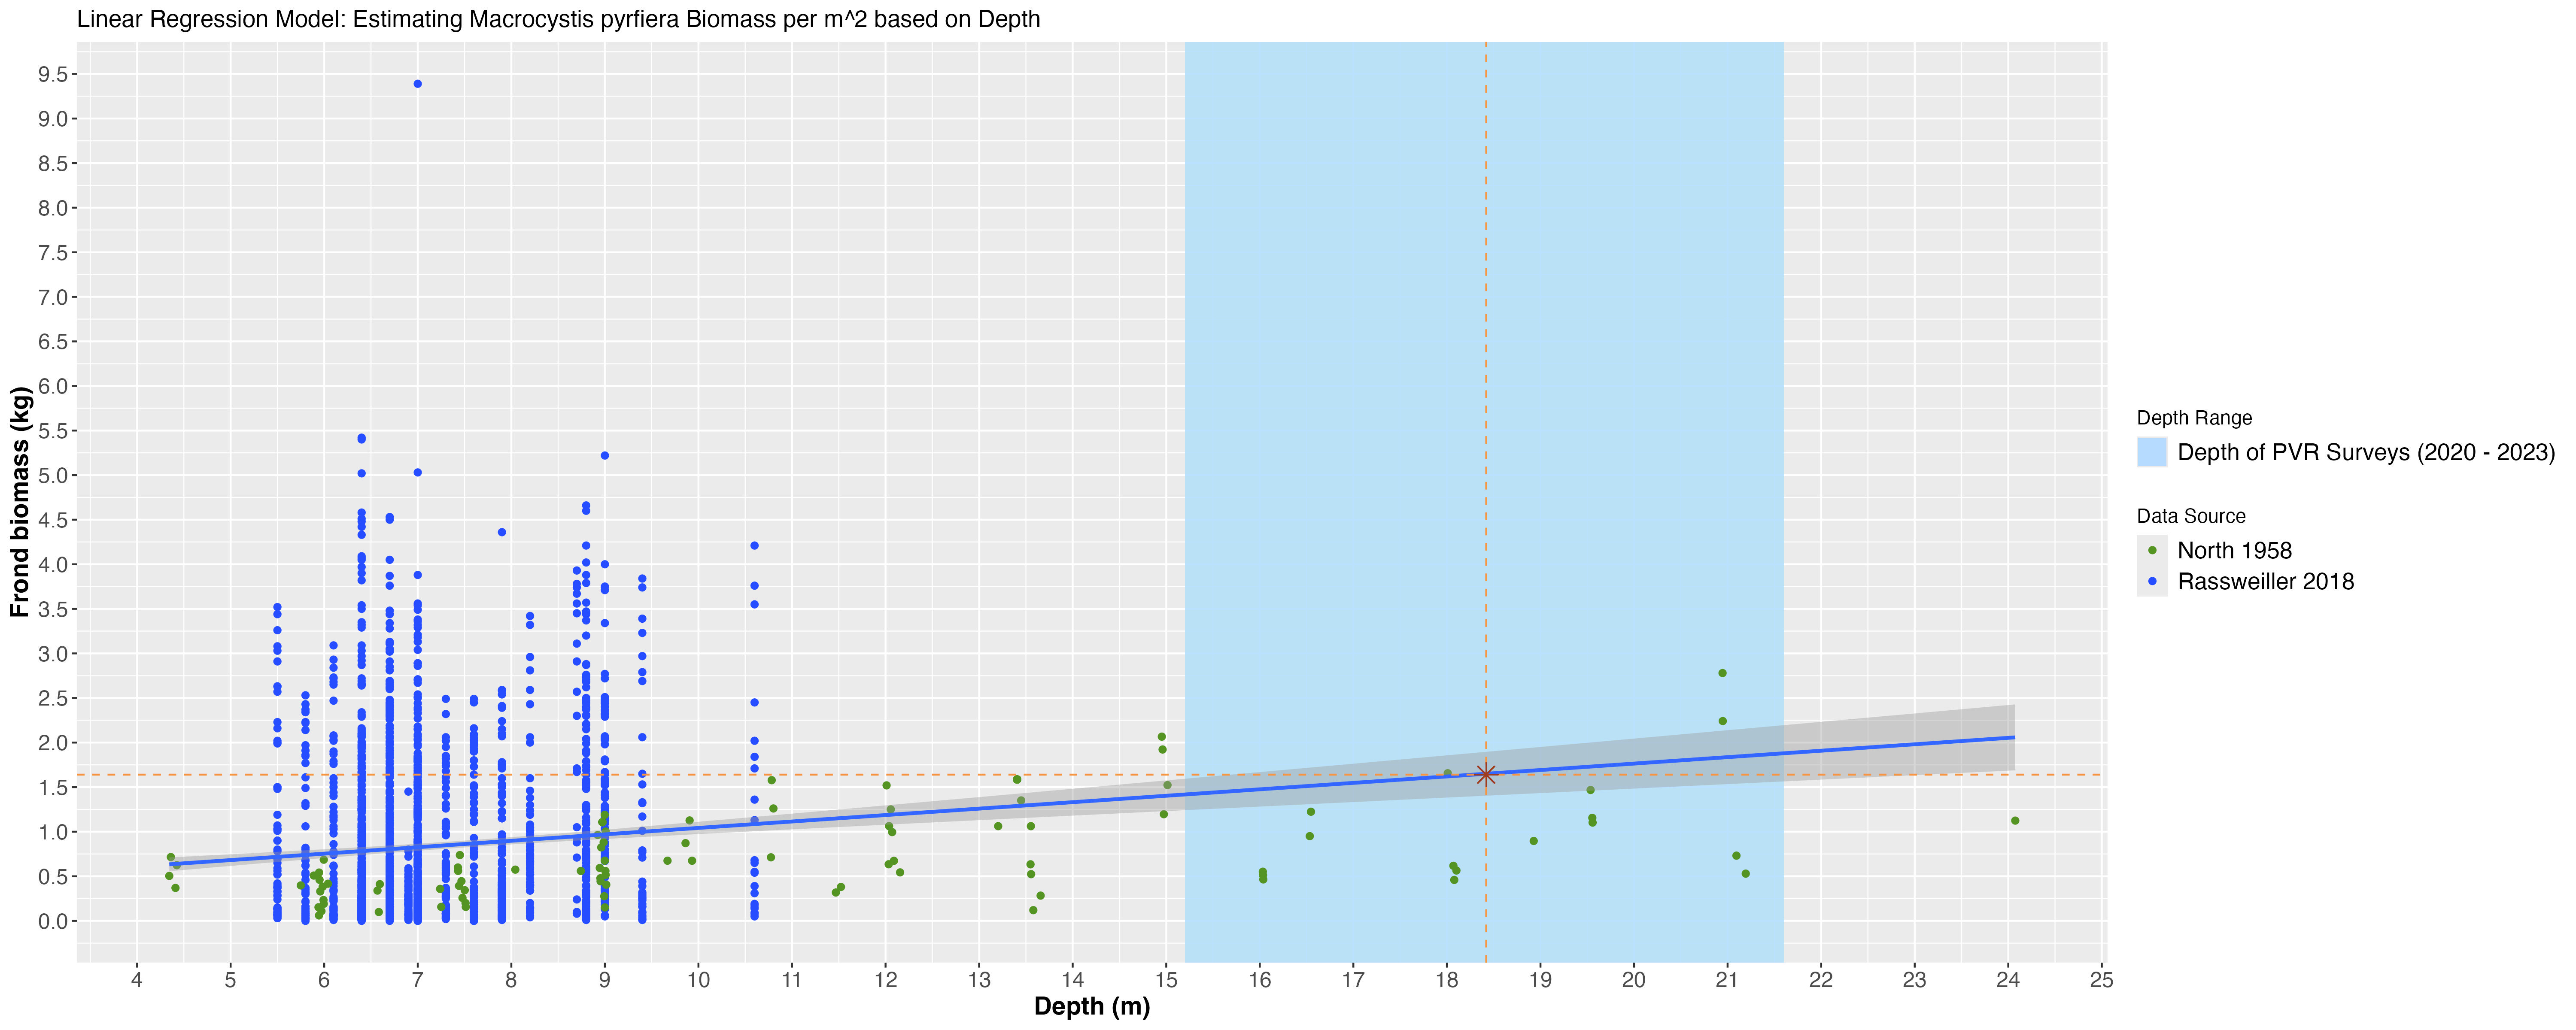 Linear Regression Model: Estimating Macrocystis pyrfiera Biomass per m^2 based on Depth
9.5
9.0
8.5
8.0
7.5
7.0
6.5
6.0
5.5
5.0
4.5
4.0
3.5
3.0
2.5
2.0
1.5
1.0
0.5
0.0
Frond biomass (kg)
4 5 6 7 8 9 10 11 12 13 14 15 16 17 18 19 20 21 22 23 24 25
Depth (m)
Depth Range
Depth of PVR Surveys (2020 - 2023)
Data Source
North 1958
Rassweiller 2018